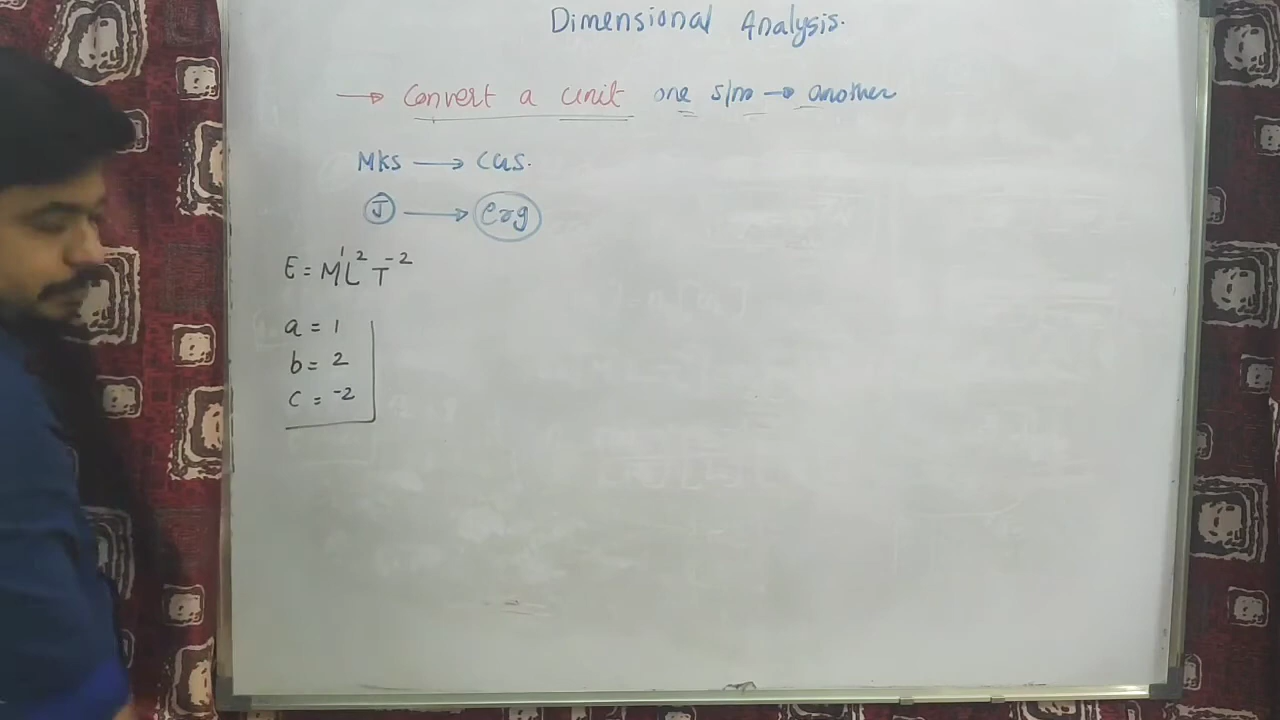 Dimensional Analysis.
→ Convert a unit one s/m → another
MKS → CGS.
J → erg
E = M¹L²T⁻²
a = 1
b = 2
c = -2